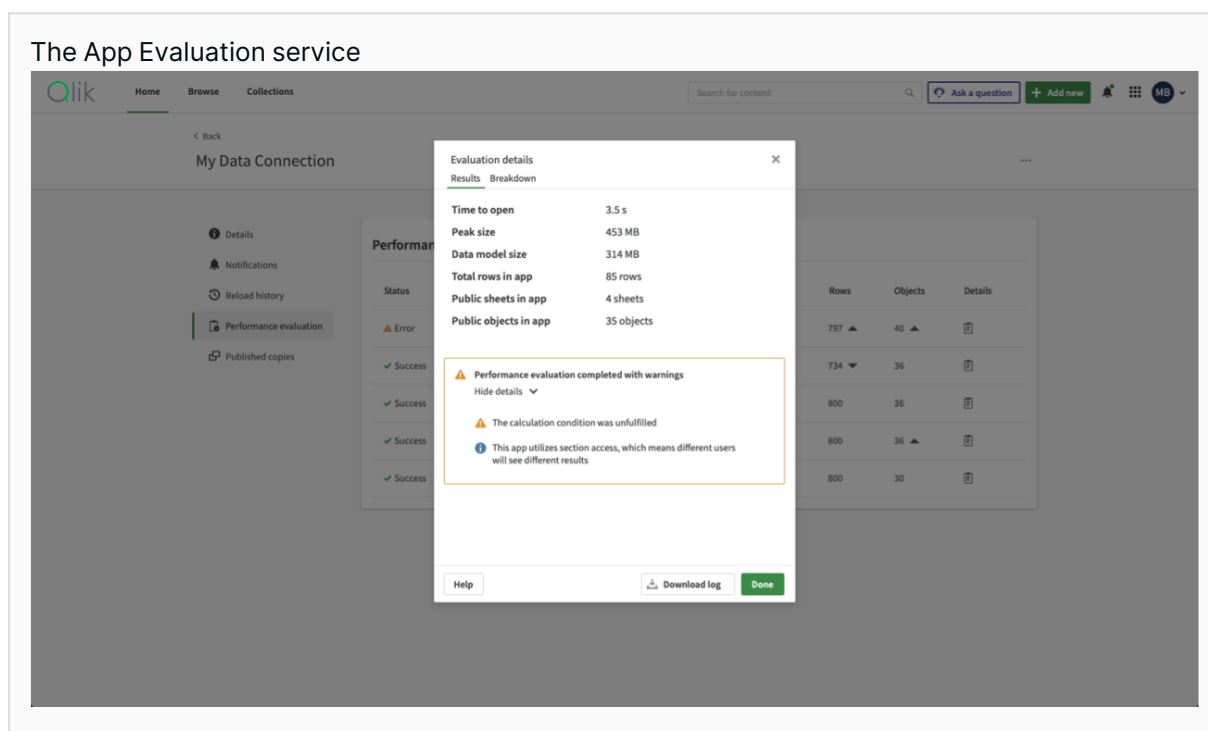 The App Evaluation service
Qlik Home Browse Collections Search for content Ask a question Add new MB
Back
My Data Connection
Details
Notifications
Reload history
Performance evaluation
Published copies
Status Rows Objects Details
Error 797 40
Success 734 36
Success 800 36
Success 800 36
Success 800 30
Evaluation details
Results Breakdown
Time to open 3.5 s
Peak size 453 MB
Data model size 314 MB
Total rows in app 85 rows
Public sheets in app 4 sheets
Public objects in app 35 objects
Performance evaluation completed with warnings
Hide details
The calculation condition was unfulfilled
This app utilizes section access, which means different users
will see different results
Help Download log Done